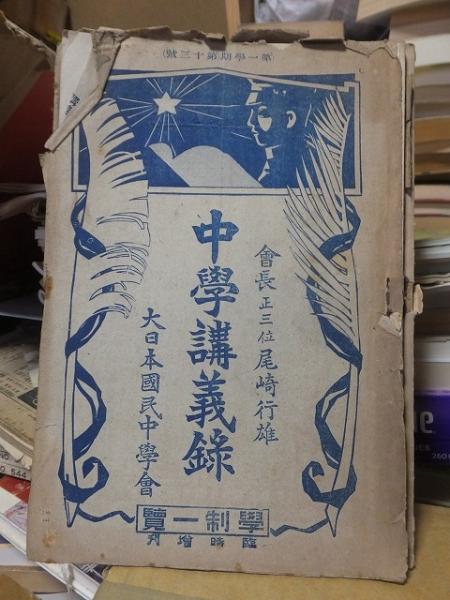 (第一學期第十三號)
會長正三位尾崎行雄
中學講義錄
大日本國民中學會
學制一覽
臨時增刊